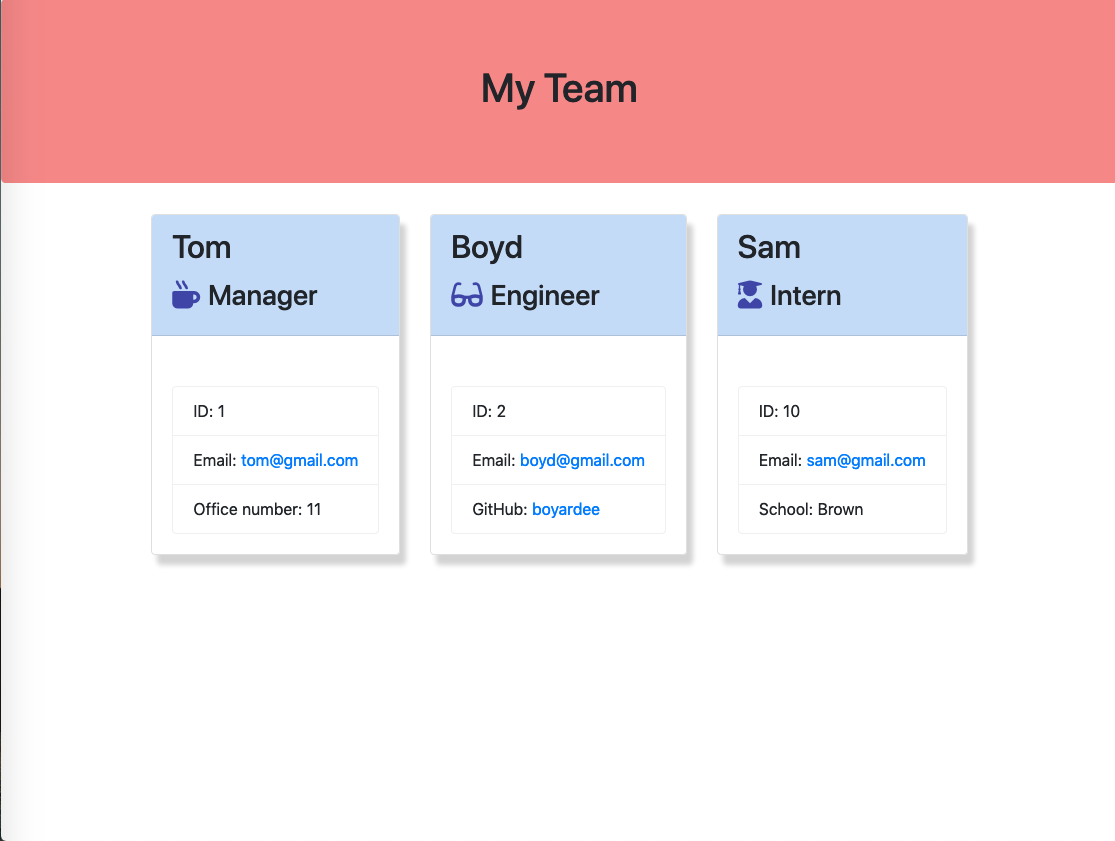 My Team
Tom
Manager
ID: 1
Email: tom@gmail.com
Office number: 11
Boyd
Engineer
ID: 2
Email: boyd@gmail.com
GitHub: boyardee
Sam
Intern
ID: 10
Email: sam@gmail.com
School: Brown